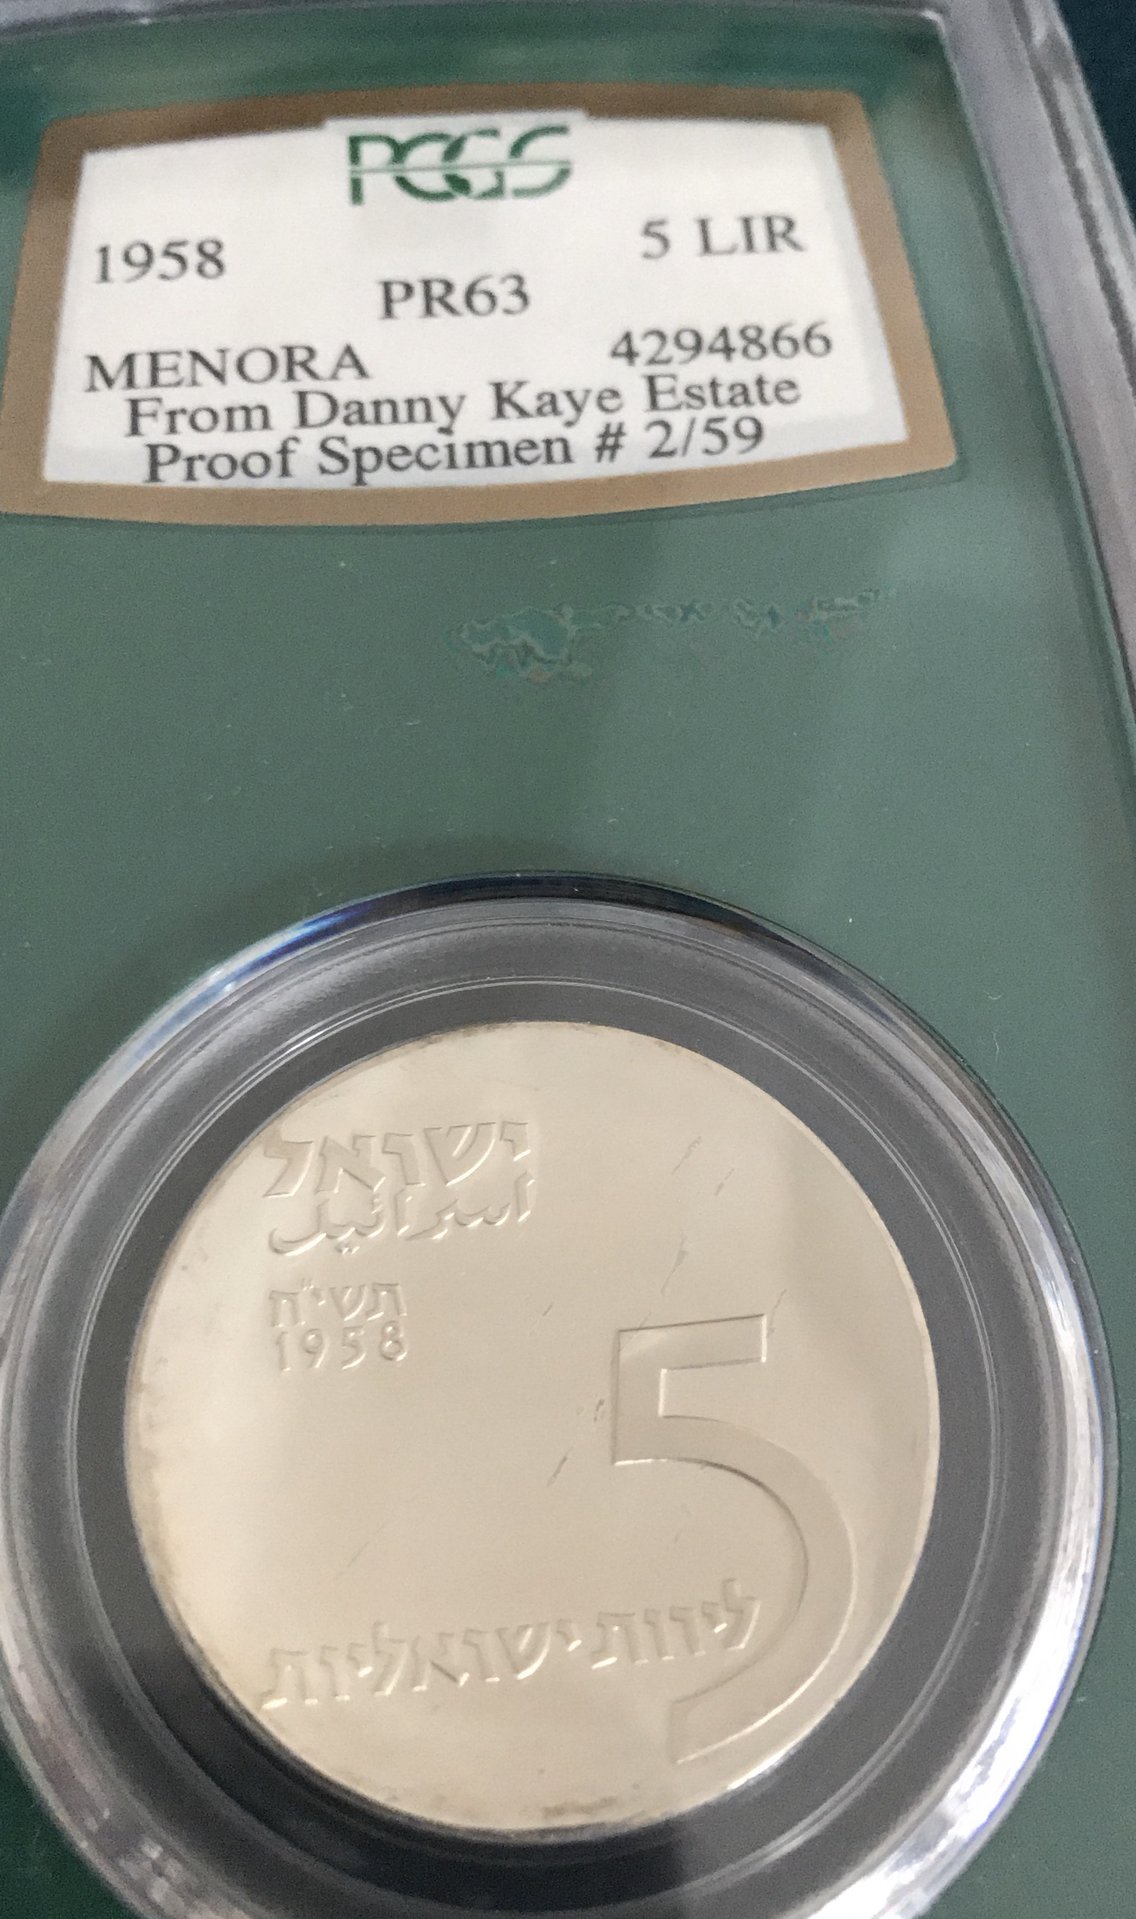 PCGS
1958 5 LIR
PR63
MENORA 4294866
From Danny Kaye Estate
Proof Specimen # 2/59
ישראל
اسرائيل
תשי"ח
1958
5
לירות ישראליות